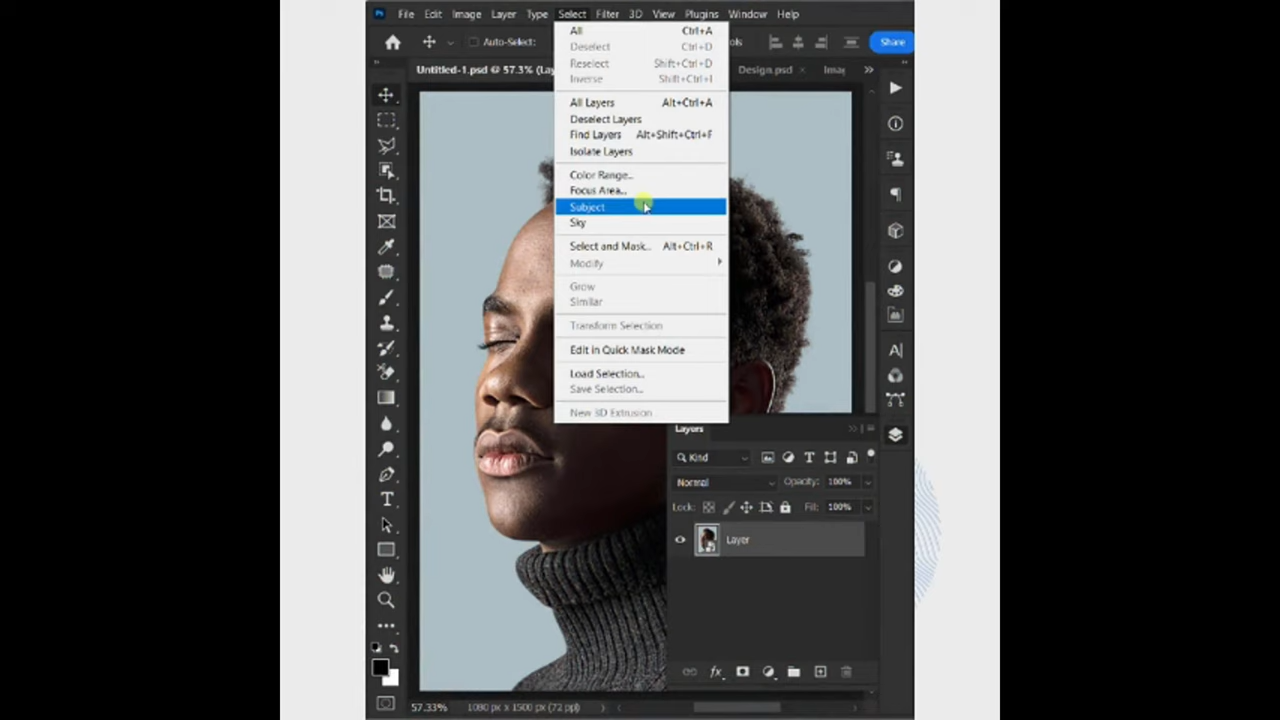 Ps File Edit Image Layer Type Select Filter 3D View Plugins Window Help
Auto-Select: Share
Untitled-1.psd @ 57.3% (Lay Design.psd × »
All Ctrl+A
Deselect Ctrl+D
Reselect Shift+Ctrl+D
Inverse Shift+Ctrl+I
All Layers Alt+Ctrl+A
Deselect Layers
Find Layers Alt+Shift+Ctrl+F
Isolate Layers
Color Range...
Focus Area...
Subject
Sky
Select and Mask... Alt+Ctrl+R
Modify
Grow
Similar
Transform Selection
Edit in Quick Mask Mode
Load Selection...
Save Selection...
New 3D Extrusion
Layers
Kind
Normal Opacity: 100%
Lock: Fill: 100%
Layer
fx
57.33% 1080 px x 1500 px (72 ppi)